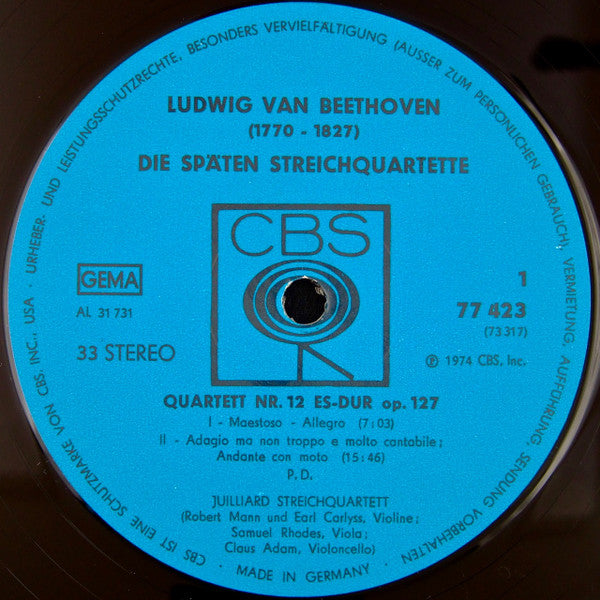 URHEBER- UND LEISTUNGSSCHUTZRECHTE, BESONDERS VERVIELFÄLTIGUNG (AUSSER ZUM PERSÖNLICHEN GEBRAUCH), VERMIETUNG, AUFFÜHRUNG, SENDUNG VORBEHALTEN
LUDWIG VAN BEETHOVEN
(1770 - 1827)
DIE SPÄTEN STREICHQUARTETTE
CBS
GEMA
AL 31 731
33 STEREO
1
77 423
(73 317)
℗ 1974 CBS, Inc.
QUARTETT NR. 12 ES-DUR op. 127
I - Maestoso - Allegro (7:03)
II - Adagio ma non troppo e molto cantabile;
Andante con moto (15:46)
P.D.
JUILLIARD STREICHQUARTETT
(Robert Mann und Earl Carlyss, Violine;
Samuel Rhodes, Viola;
Claus Adam, Violoncello)
CBS IST EINE SCHUTZMARKE VON CBS, INC., USA ·
· MADE IN GERMANY ·